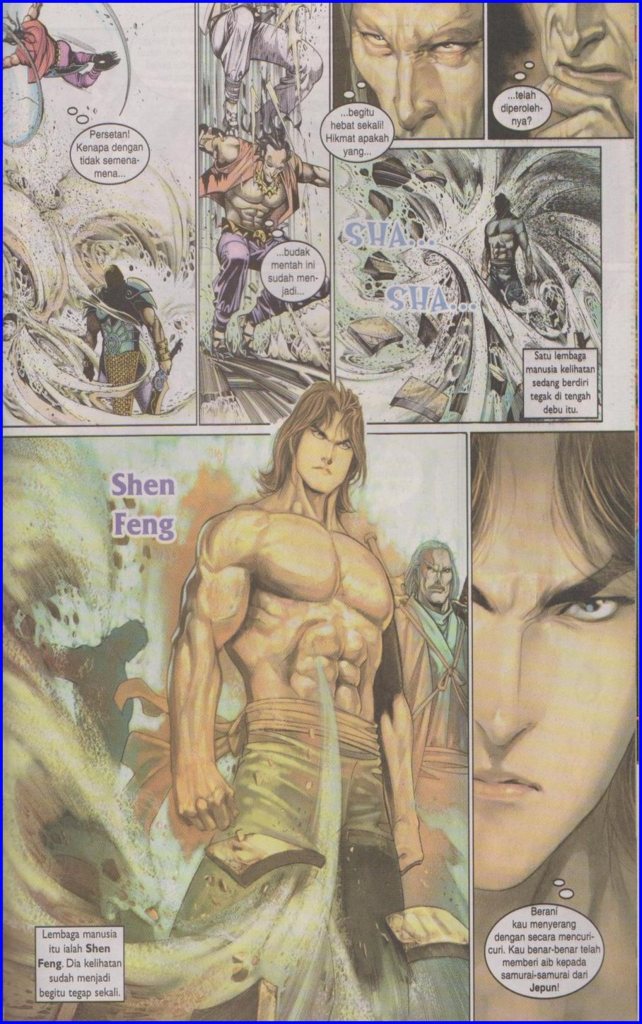 Persetan!
Kenapa dengan
tidak semena-
mena...
...budak
mentah ini
sudah men-
jadi...
...begitu
hebat sekali!
Hikmat apakah
yang...
...telah
diperoleh-
nya?
SHA...
SHA...
Satu lembaga
manusia kelihatan
sedang berdiri
tegak di tengah
debu itu.
Shen
Feng
Lembaga manusia
itu ialah Shen
Feng. Dia kelihatan
sudah menjadi
begitu tegap sekali.
Berani
kau menyerang
dengan secara mencuri-
curi. Kau benar-benar telah
memberi aib kepada
samurai-samurai dari
Jepun!